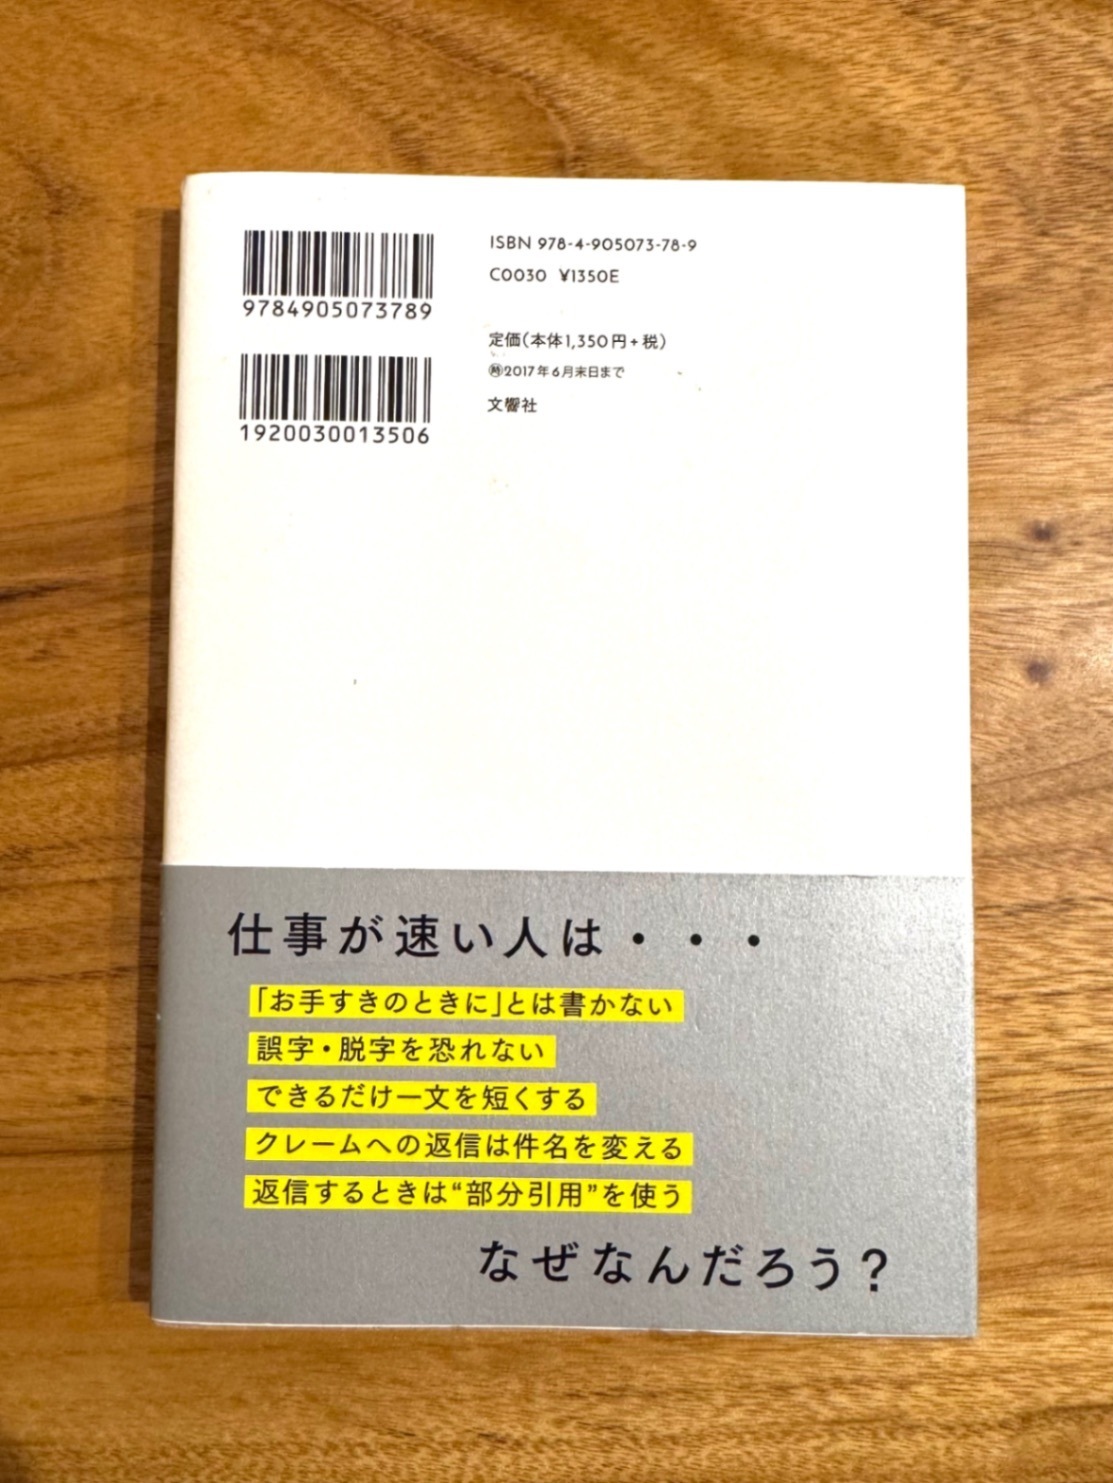 9784905073789
1920030013506
ISBN 978-4-905073-78-9
C0030 ¥1350E
定価(本体1,350円+税)
㊕2017年6月末日まで
文響社
仕事が速い人は・・・
「お手すきのときに」とは書かない
誤字・脱字を恐れない
できるだけ一文を短くする
クレームへの返信は件名を変える
返信するときは“部分引用”を使う
なぜなんだろう?